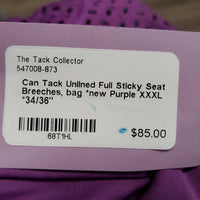 The Tack Collector
547008-873
Can Tack Unlined Full Sticky Seat
Breeches, bag *new Purple XXXL
*34/36"
68T1HL
$85.00